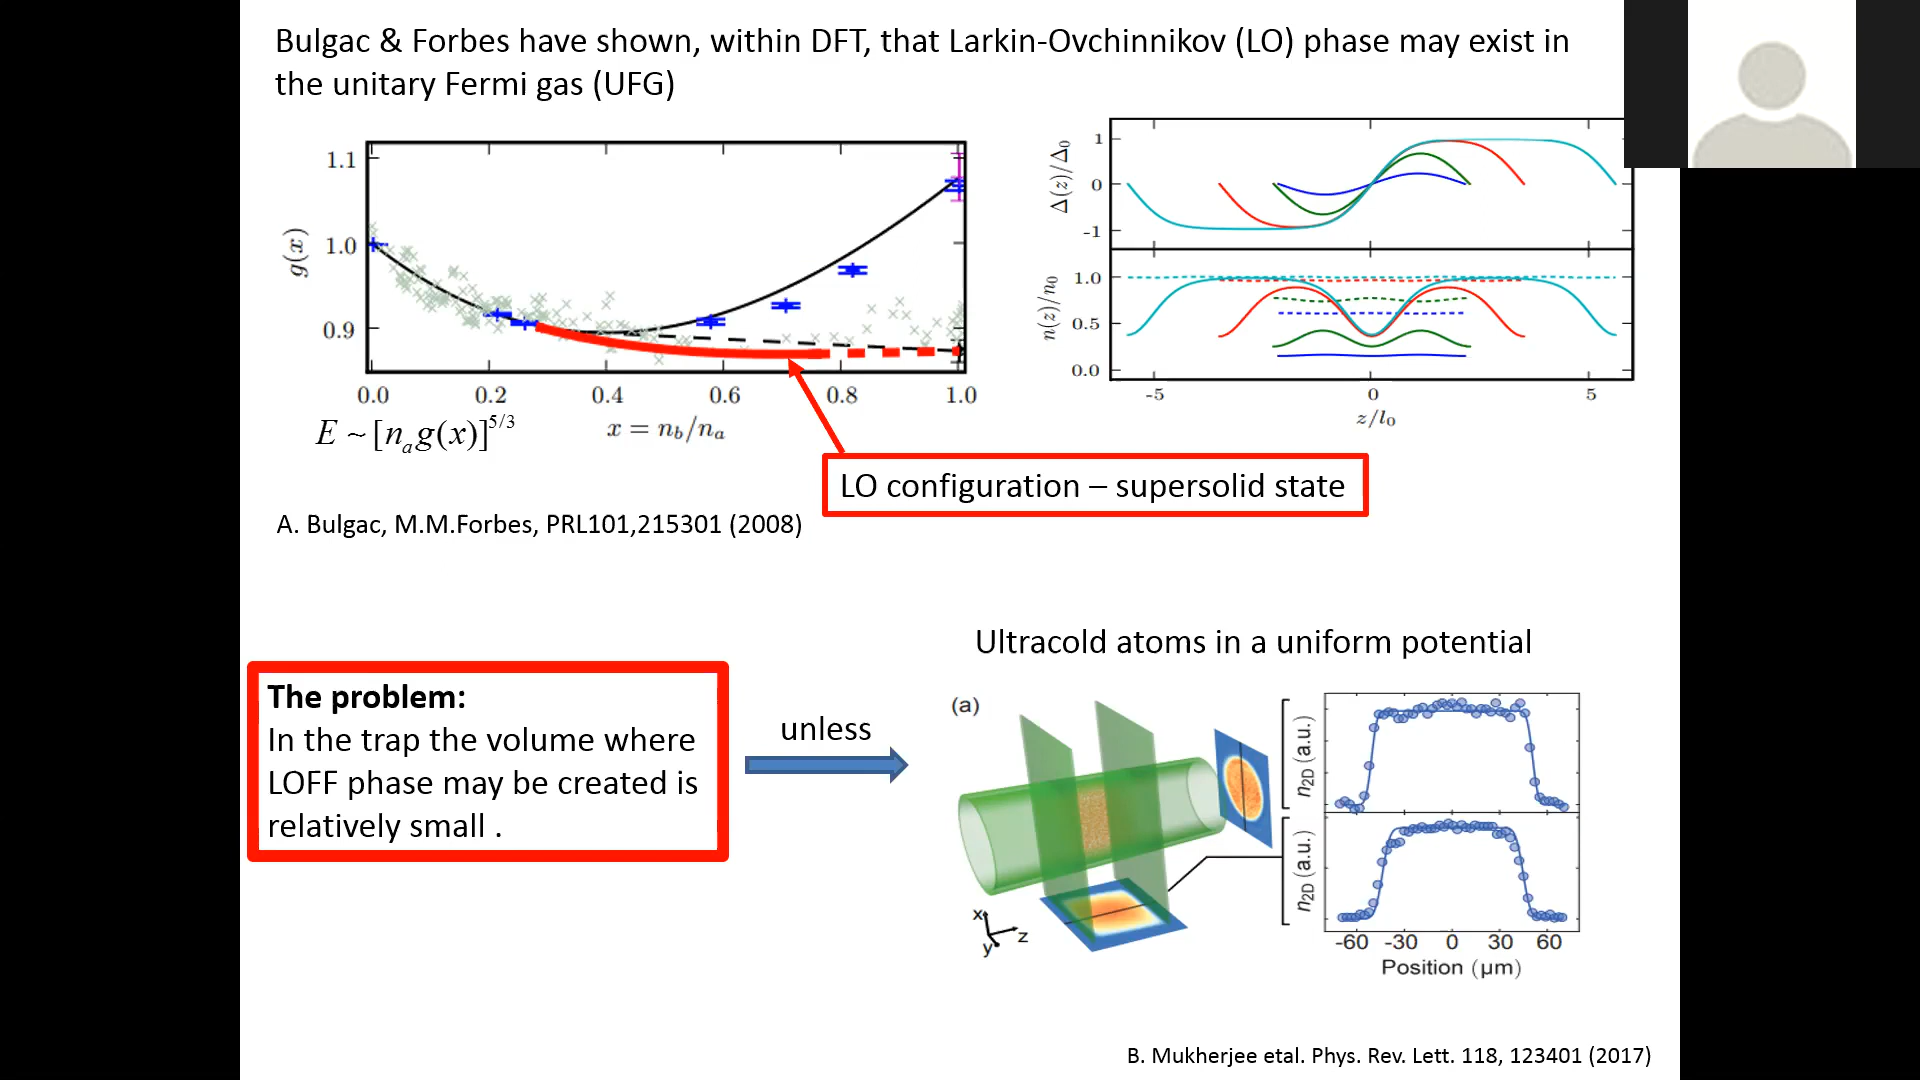 Bulgac & Forbes have shown, within DFT, that Larkin-Ovchinnikov (LO) phase may exist in
the unitary Fermi gas (UFG)
1.1
1.0
0.9
g(x)
0.0 0.2 0.4 0.6 0.8 1.0
x = n_b/n_a
E ~ [n_a g(x)]^{5/3}
1
0
-1
Δ(z)/Δ_0
1.0
0.5
0.0
n(z)/n_0
-5 0 5
z/l_0
LO configuration – supersolid state
A. Bulgac, M.M.Forbes, PRL101,215301 (2008)
The problem:
In the trap the volume where
LOFF phase may be created is
relatively small .
unless
Ultracold atoms in a uniform potential
(a)
x
y
z
n_2D (a.u.)
n_2D (a.u.)
-60 -30 0 30 60
Position (μm)
B. Mukherjee etal. Phys. Rev. Lett. 118, 123401 (2017)